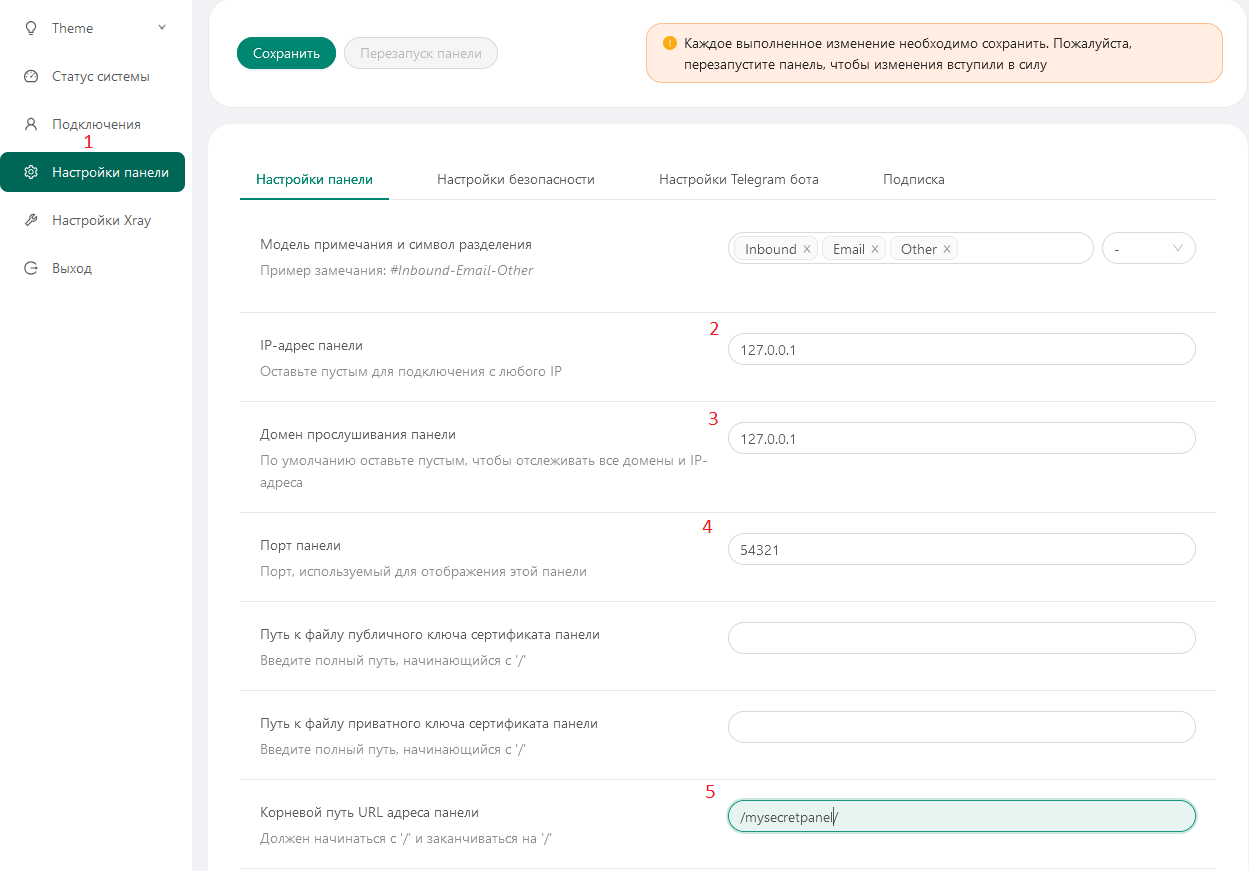 Theme
Статус системы
Подключения
1
Настройки панели
Настройки Xray
Выход
Сохранить
Перезапуск панели
Каждое выполненное изменение необходимо сохранить. Пожалуйста,
перезапустите панель, чтобы изменения вступили в силу
Настройки панели
Настройки безопасности
Настройки Telegram бота
Подписка
Модель примечания и символ разделения
Пример замечания: #Inbound-Email-Other
Inbound
Email
Other
-
2
IP-адрес панели
Оставьте пустым для подключения с любого IP
127.0.0.1
3
Домен прослушивания панели
По умолчанию оставьте пустым, чтобы отслеживать все домены и IP-
адреса
127.0.0.1
4
Порт панели
Порт, используемый для отображения этой панели
54321
Путь к файлу публичного ключа сертификата панели
Введите полный путь, начинающийся с '/'
Путь к файлу приватного ключа сертификата панели
Введите полный путь, начинающийся с '/'
5
Корневой путь URL адреса панели
Должен начинаться с '/' и заканчиваться на '/'
/mysecretpanel/